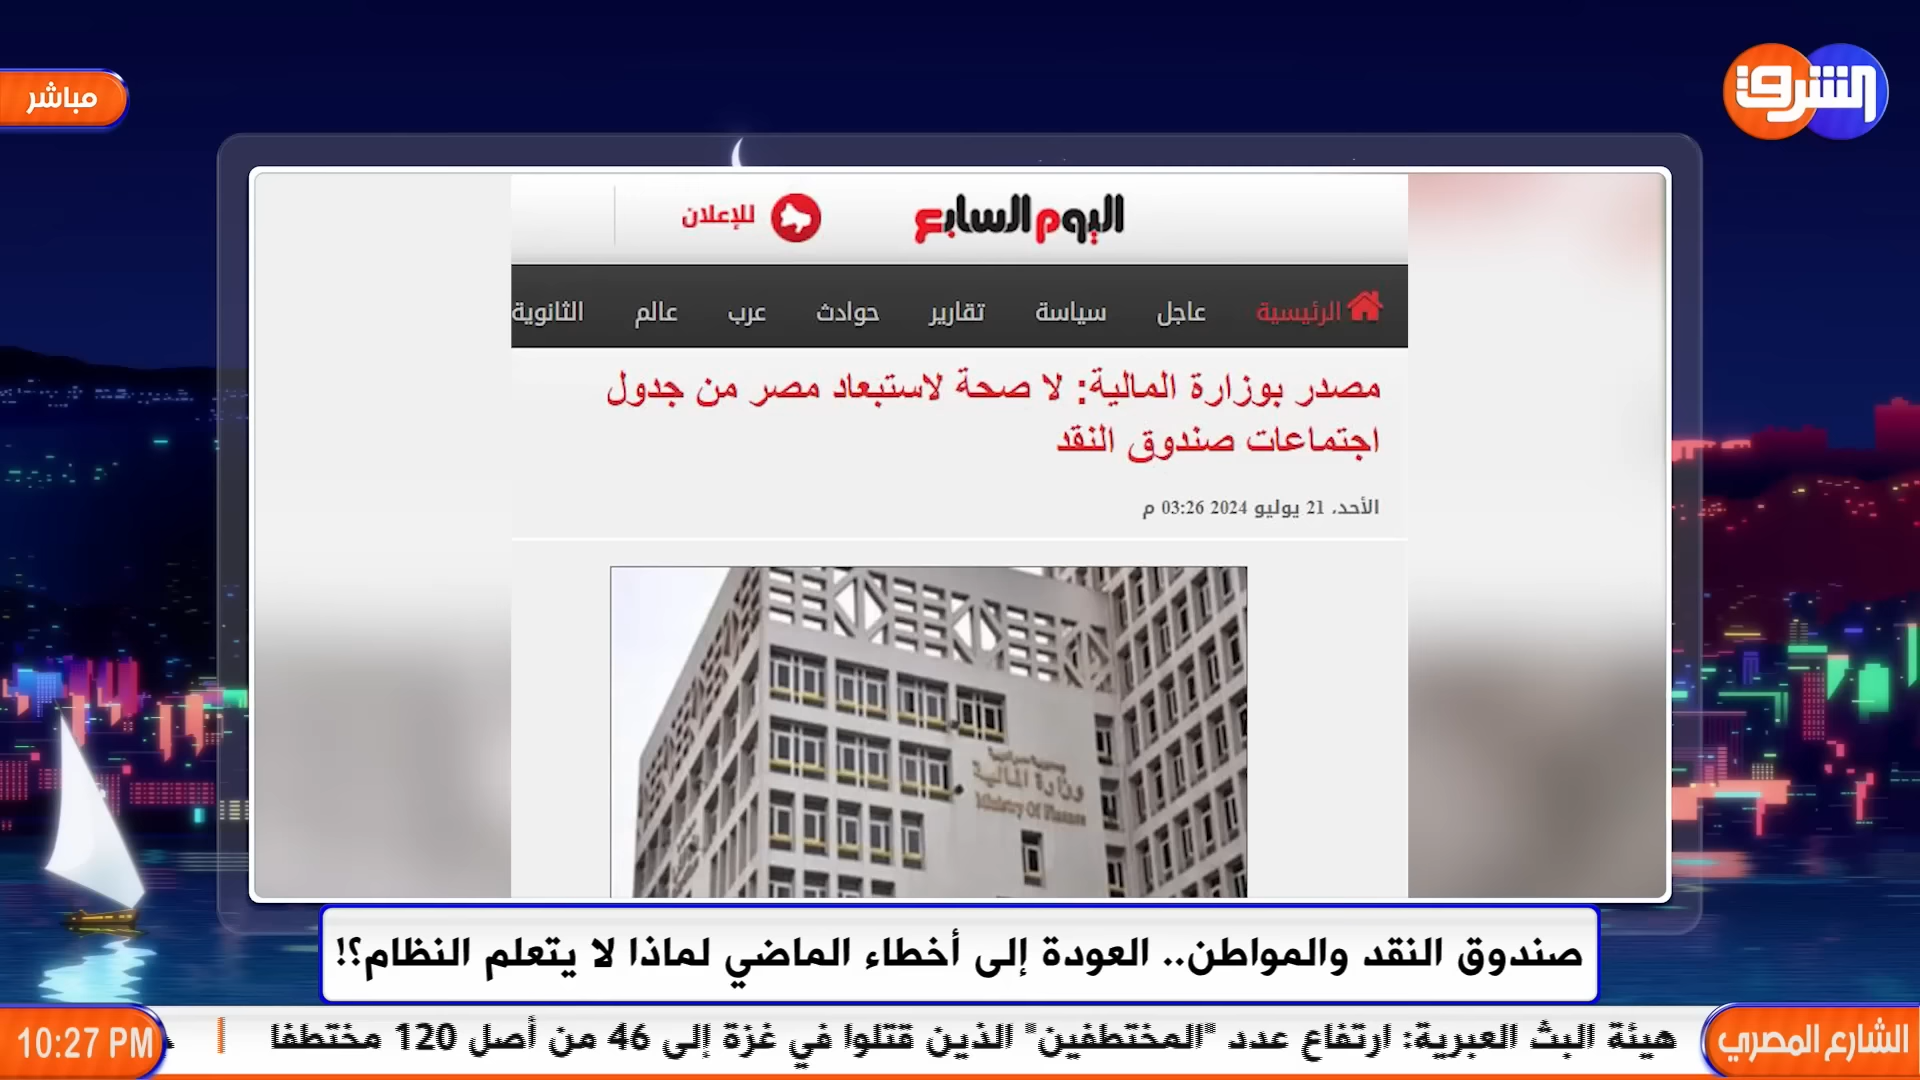 الشرق
مباشر
اليوم السابع
للإعلان
الرئيسية عاجل سياسة تقارير حوادث عرب عالم الثانوية
مصدر بوزارة المالية: لا صحة لاستبعاد مصر من جدول
اجتماعات صندوق النقد
الأحد، 21 يوليو 2024 03:26 م
وزارة المالية
Ministry Of Finance
صندوق النقد والمواطن.. العودة إلى أخطاء الماضي لماذا لا يتعلم النظام؟!
الشارع المصري
هيئة البث العبرية: ارتفاع عدد "المختطفين" الذين قتلوا في غزة إلى 46 من أصل 120 مختطفا |
10:27 PM